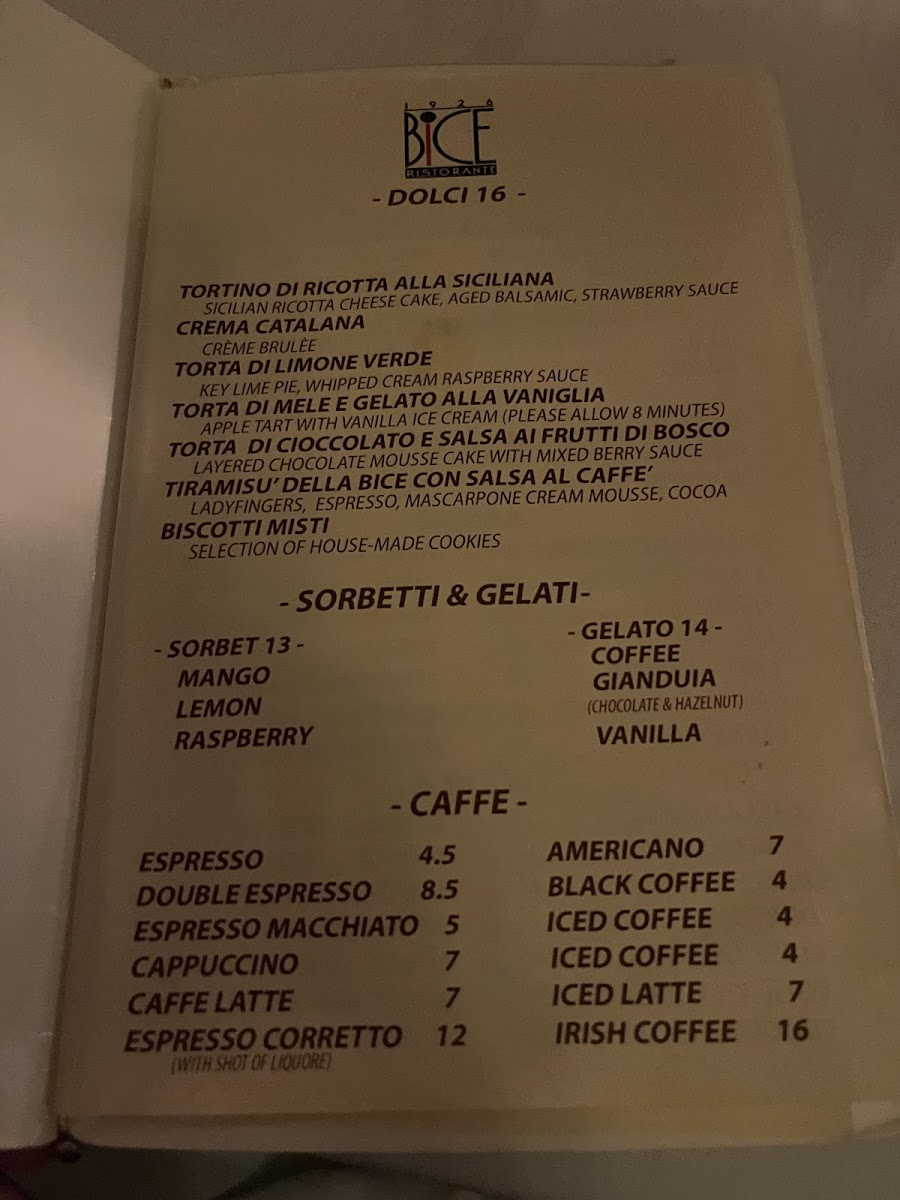 1926
BiCE
RISTORANTE
- DOLCI 16 -
TORTINO DI RICOTTA ALLA SICILIANA
SICILIAN RICOTTA CHEESE CAKE, AGED BALSAMIC, STRAWBERRY SAUCE
CREMA CATALANA
CRÈME BRULÈE
TORTA DI LIMONE VERDE
KEY LIME PIE, WHIPPED CREAM RASPBERRY SAUCE
TORTA DI MELE E GELATO ALLA VANIGLIA
APPLE TART WITH VANILLA ICE CREAM (PLEASE ALLOW 8 MINUTES)
TORTA DI CIOCCOLATO E SALSA AI FRUTTI DI BOSCO
LAYERED CHOCOLATE MOUSSE CAKE WITH MIXED BERRY SAUCE
TIRAMISU' DELLA BICE CON SALSA AL CAFFE'
LADYFINGERS, ESPRESSO, MASCARPONE CREAM MOUSSE, COCOA
BISCOTTI MISTI
SELECTION OF HOUSE-MADE COOKIES
- SORBETTI & GELATI-
- SORBET 13 -
MANGO
LEMON
RASPBERRY
- GELATO 14 -
COFFEE
GIANDUIA
(CHOCOLATE & HAZELNUT)
VANILLA
- CAFFE -
ESPRESSO 4.5
DOUBLE ESPRESSO 8.5
ESPRESSO MACCHIATO 5
CAPPUCCINO 7
CAFFE LATTE 7
ESPRESSO CORRETTO 12
(WITH SHOT OF LIQUORE)
AMERICANO 7
BLACK COFFEE 4
ICED COFFEE 4
ICED COFFEE 4
ICED LATTE 7
IRISH COFFEE 16